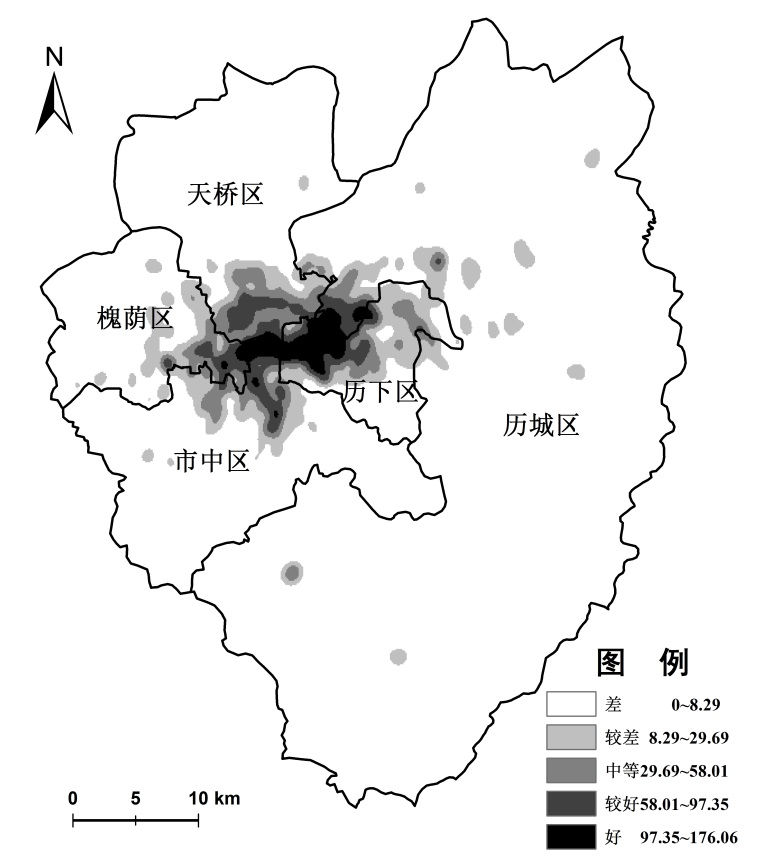 N
天桥区
槐荫区
历下区
历城区
市中区
图 例
差 0~8.29
较差 8.29~29.69
中等29.69~58.01
较好58.01~97.35
好 97.35~176.06
0 5 10 km